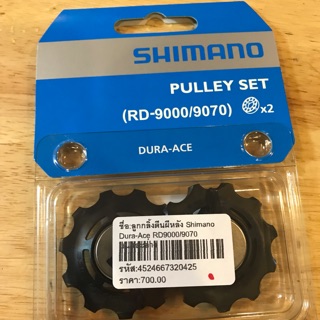 SHIMANO
PULLEY SET
(RD-9000/9070) x2
DURA-ACE
ชื่อ:ลูกกลิ้งตีนผีหลัง Shimano
Dura-Ace RD9000/9070
รหัส:4524667320425
ราคา:700.00